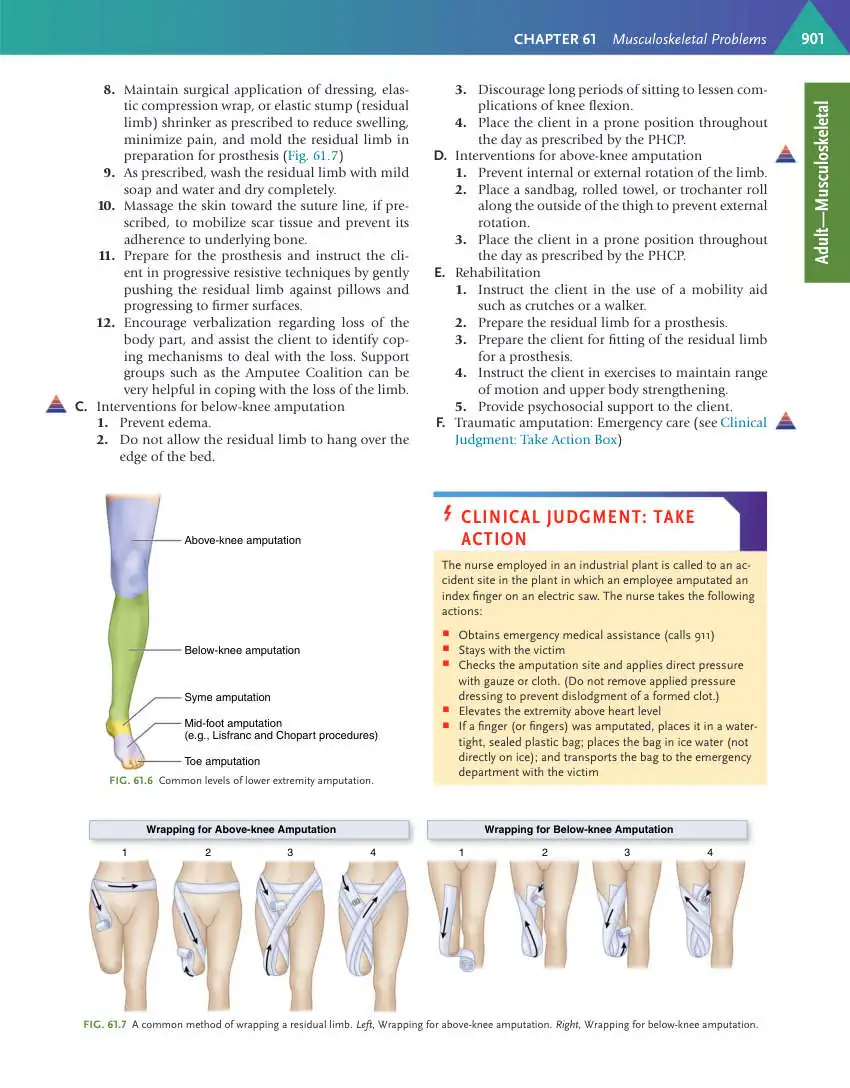 CHAPTER 61 Musculoskeletal Problems 901
8. Maintain surgical application of dressing, elas-
tic compression wrap, or elastic stump (residual
limb) shrinker as prescribed to reduce swelling,
minimize pain, and mold the residual limb in
preparation for prosthesis (Fig. 61.7)
9. As prescribed, wash the residual limb with mild
soap and water and dry completely.
10. Massage the skin toward the suture line, if pre-
scribed, to mobilize scar tissue and prevent its
adherence to underlying bone.
11. Prepare for the prosthesis and instruct the cli-
ent in progressive resistive techniques by gently
pushing the residual limb against pillows and
progressing to firmer surfaces.
12. Encourage verbalization regarding loss of the
body part, and assist the client to identify cop-
ing mechanisms to deal with the loss. Support
groups such as the Amputee Coalition can be
very helpful in coping with the loss of the limb.
C. Interventions for below-knee amputation
1. Prevent edema.
2. Do not allow the residual limb to hang over the
edge of the bed.
3. Discourage long periods of sitting to lessen com-
plications of knee flexion.
4. Place the client in a prone position throughout
the day as prescribed by the PHCP.
D. Interventions for above-knee amputation
1. Prevent internal or external rotation of the limb.
2. Place a sandbag, rolled towel, or trochanter roll
along the outside of the thigh to prevent external
rotation.
3. Place the client in a prone position throughout
the day as prescribed by the PHCP.
E. Rehabilitation
1. Instruct the client in the use of a mobility aid
such as crutches or a walker.
2. Prepare the residual limb for a prosthesis.
3. Prepare the client for fitting of the residual limb
for a prosthesis.
4. Instruct the client in exercises to maintain range
of motion and upper body strengthening.
5. Provide psychosocial support to the client.
F. Traumatic amputation: Emergency care (see Clinical
Judgment: Take Action Box)
Adult—Musculoskeletal
Above-knee amputation
Below-knee amputation
Syme amputation
Mid-foot amputation
(e.g., Lisfranc and Chopart procedures)
Toe amputation
FIG. 61.6 Common levels of lower extremity amputation.
CLINICAL JUDGMENT: TAKE
ACTION
The nurse employed in an industrial plant is called to an ac-
cident site in the plant in which an employee amputated an
index finger on an electric saw. The nurse takes the following
actions:
Obtains emergency medical assistance (calls 911)
Stays with the victim
Checks the amputation site and applies direct pressure
with gauze or cloth. (Do not remove applied pressure
dressing to prevent dislodgment of a formed clot.)
Elevates the extremity above heart level
If a finger (or fingers) was amputated, places it in a water-
tight, sealed plastic bag; places the bag in ice water (not
directly on ice); and transports the bag to the emergency
department with the victim
Wrapping for Above-knee Amputation
1 2 3 4
Wrapping for Below-knee Amputation
1 2 3 4
FIG. 61.7 A common method of wrapping a residual limb. Left, Wrapping for above-knee amputation. Right, Wrapping for below-knee amputation.